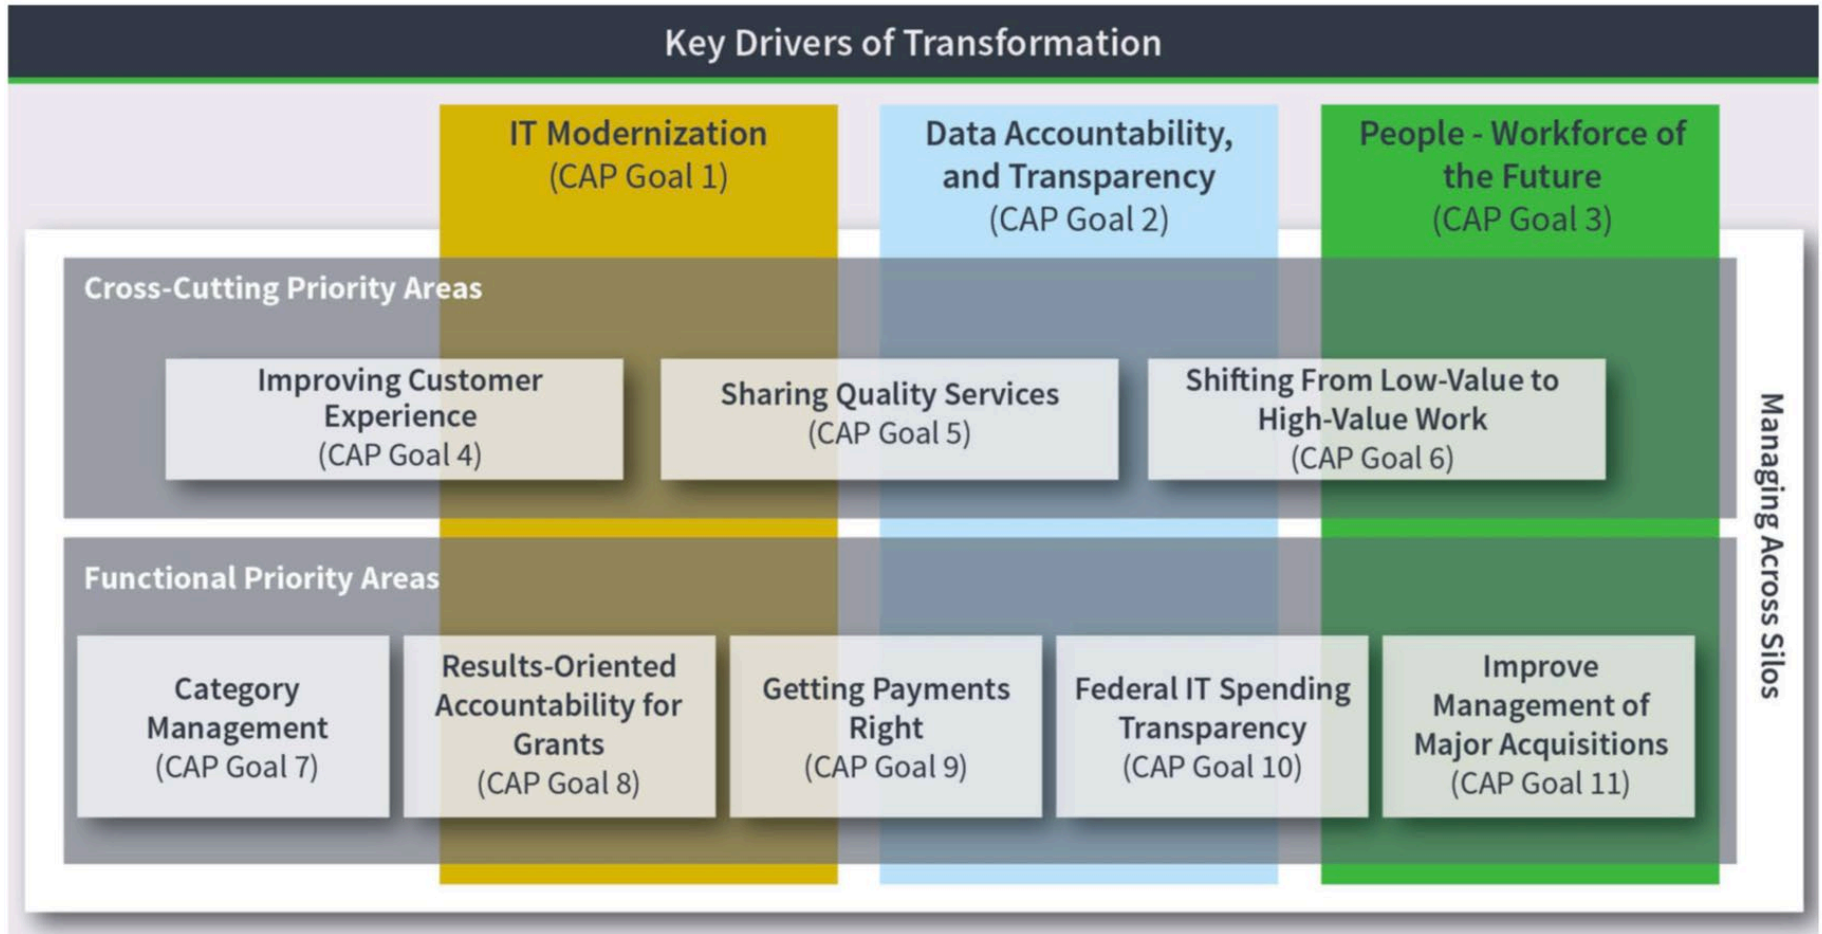 Key Drivers of Transformation
IT Modernization
(CAP Goal 1)
Data Accountability,
and Transparency
(CAP Goal 2)
People - Workforce of
the Future
(CAP Goal 3)
Cross-Cutting Priority Areas
Improving Customer
Experience
(CAP Goal 4)
Sharing Quality Services
(CAP Goal 5)
Shifting From Low-Value to
High-Value Work
(CAP Goal 6)
Functional Priority Areas
Category
Management
(CAP Goal 7)
Results-Oriented
Accountability for
Grants
(CAP Goal 8)
Getting Payments
Right
(CAP Goal 9)
Federal IT Spending
Transparency
(CAP Goal 10)
Improve
Management of
Major Acquisitions
(CAP Goal 11)
Managing Across Silos